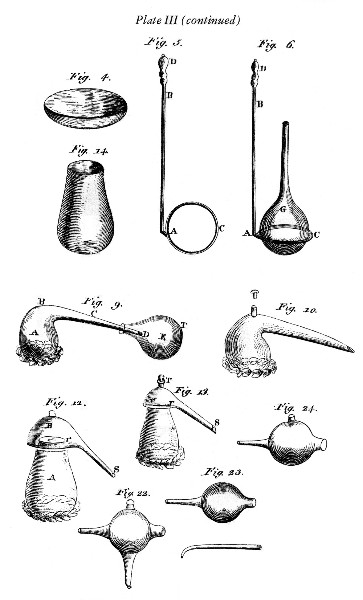 Plate III (continued)
Fig. 5.
Fig. 6.
D
D
Fig. 4.
B
B
Fig. 14
G
A
C
A
C
Fig. 9.
Fig. 10.
B
C
A
D
E
T
T
Fig. 13.
Fig. 12.
r
Fig. 24.
B
r
S
S
A
Fig. 23.
Fig. 22.